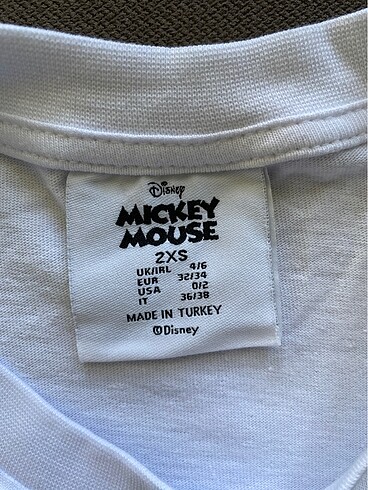 Disney
MICKEY
MOUSE
2XS
UK/IRL 4/6
EUR 32/34
USA 0/2
IT 36/38
MADE IN TURKEY
©Disney